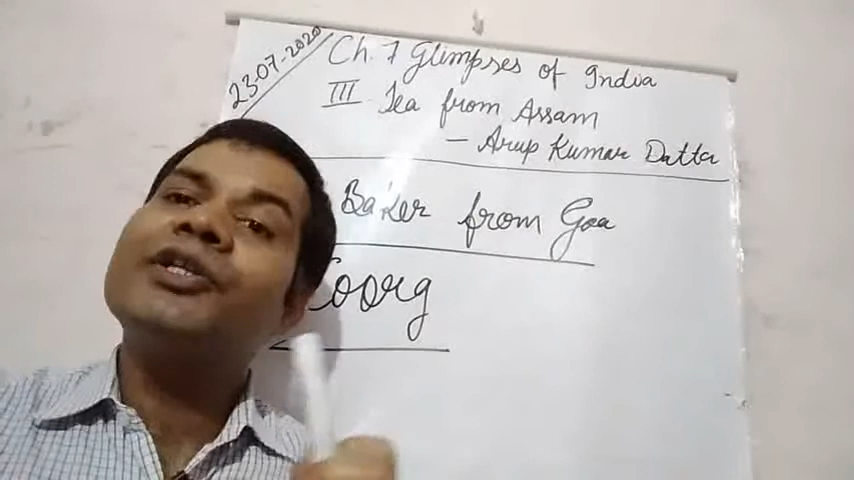 23-07-2020
Ch. 7 Glimpses of India
III Tea from Assam
- Arup Kumar Datta
Baker from Goa
Coorg